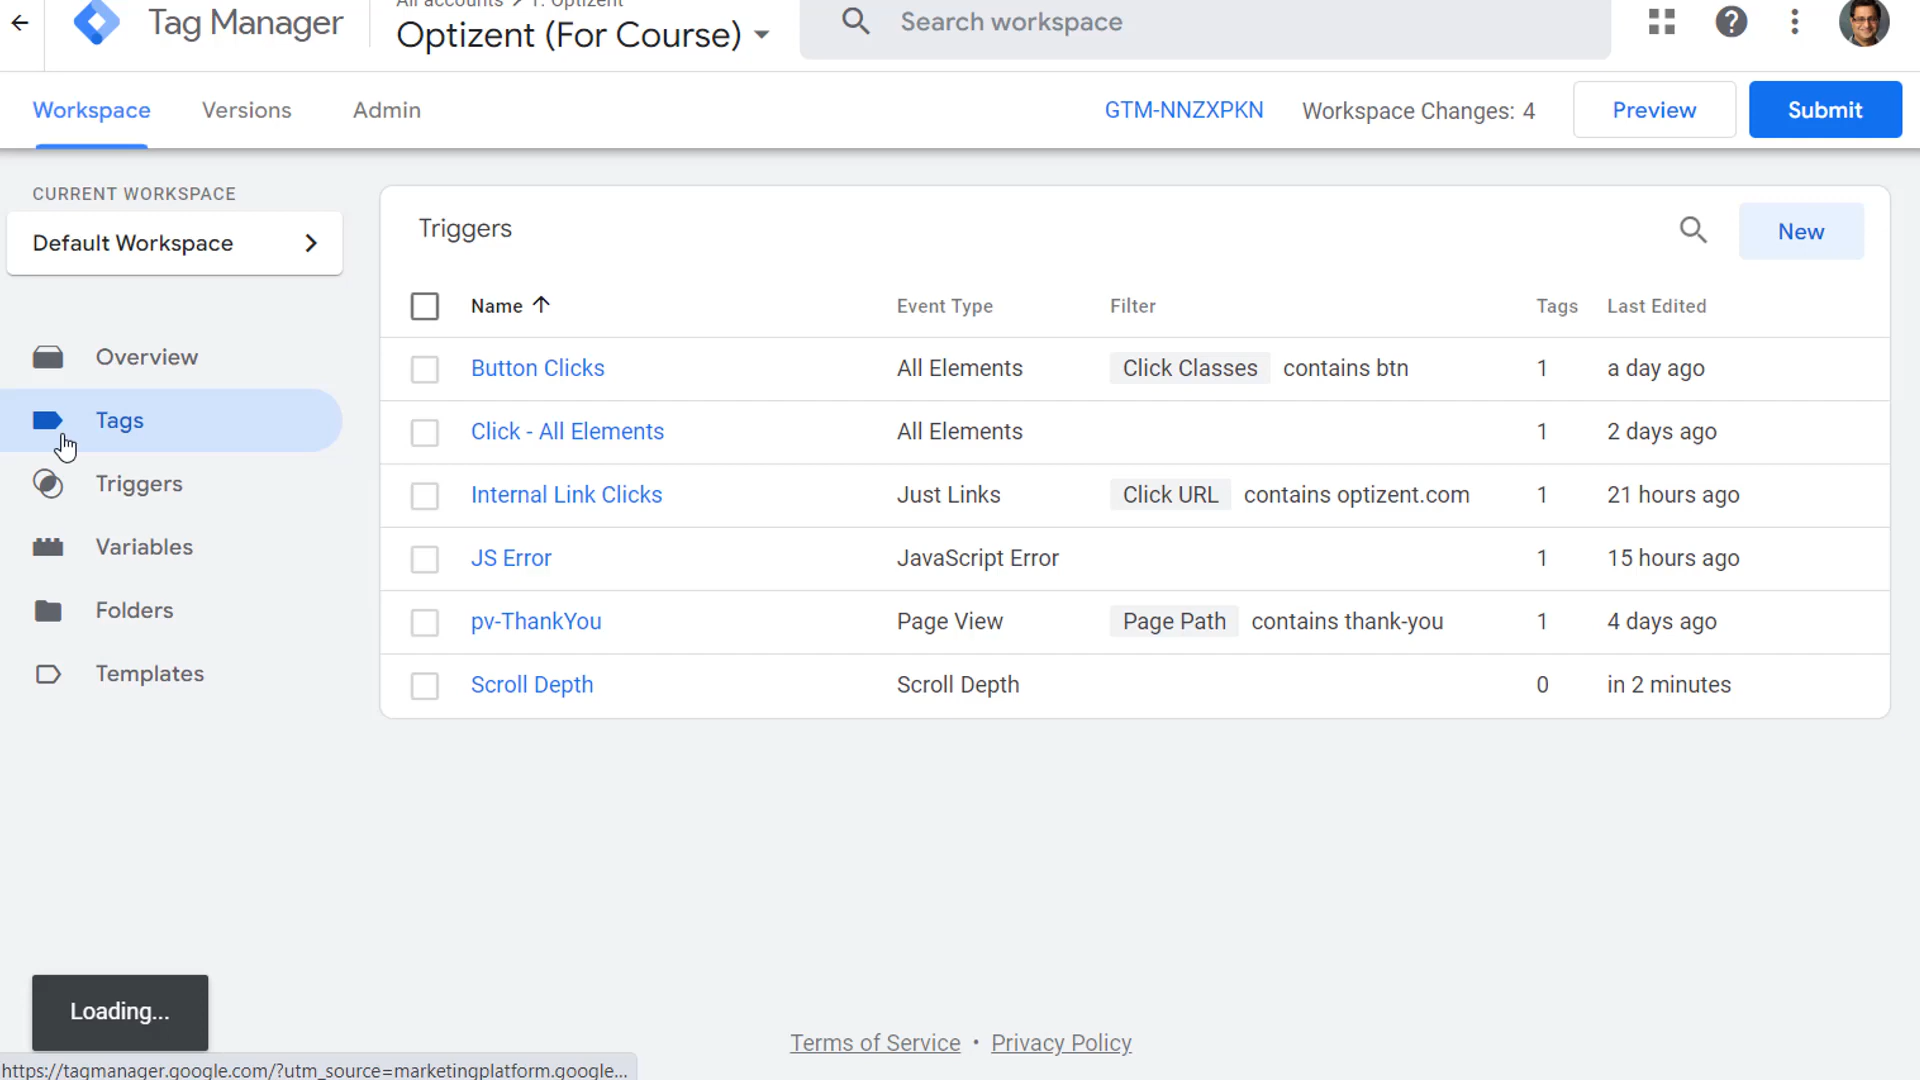 All accounts > 1. Optizent
Tag Manager
Optizent (For Course)
Search workspace
Workspace
Versions
Admin
GTM-NNZXPKN
Workspace Changes: 4
Preview
Submit
CURRENT WORKSPACE
Default Workspace
Overview
Tags
Triggers
Variables
Folders
Templates
Triggers
New
Name Event Type Filter Tags Last Edited
Button Clicks All Elements Click Classes contains btn 1 a day ago
Click - All Elements All Elements 1 2 days ago
Internal Link Clicks Just Links Click URL contains optizent.com 1 21 hours ago
JS Error JavaScript Error 1 15 hours ago
pv-ThankYou Page View Page Path contains thank-you 1 4 days ago
Scroll Depth Scroll Depth 0 in 2 minutes
Loading...
Terms of Service • Privacy Policy
https://tagmanager.google.com/?utm_source=marketingplatform.google...